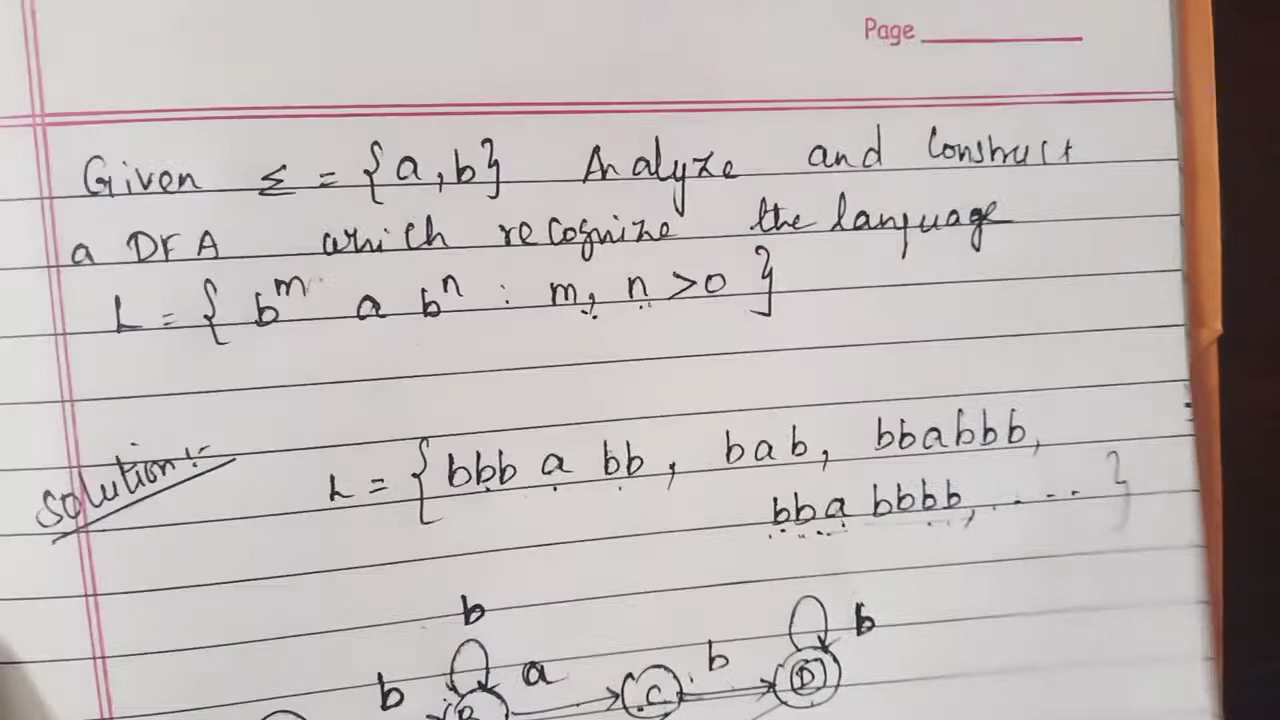 Page
Given Σ = {a,b} Analyze and Construct
a DFA which recognize the language
L = { b^m a b^n : m, n >0 }
Solution:-
L = { bbb a bb, bab, bbabbb,
bba bbbb, .... }
b b
b a b
B C D